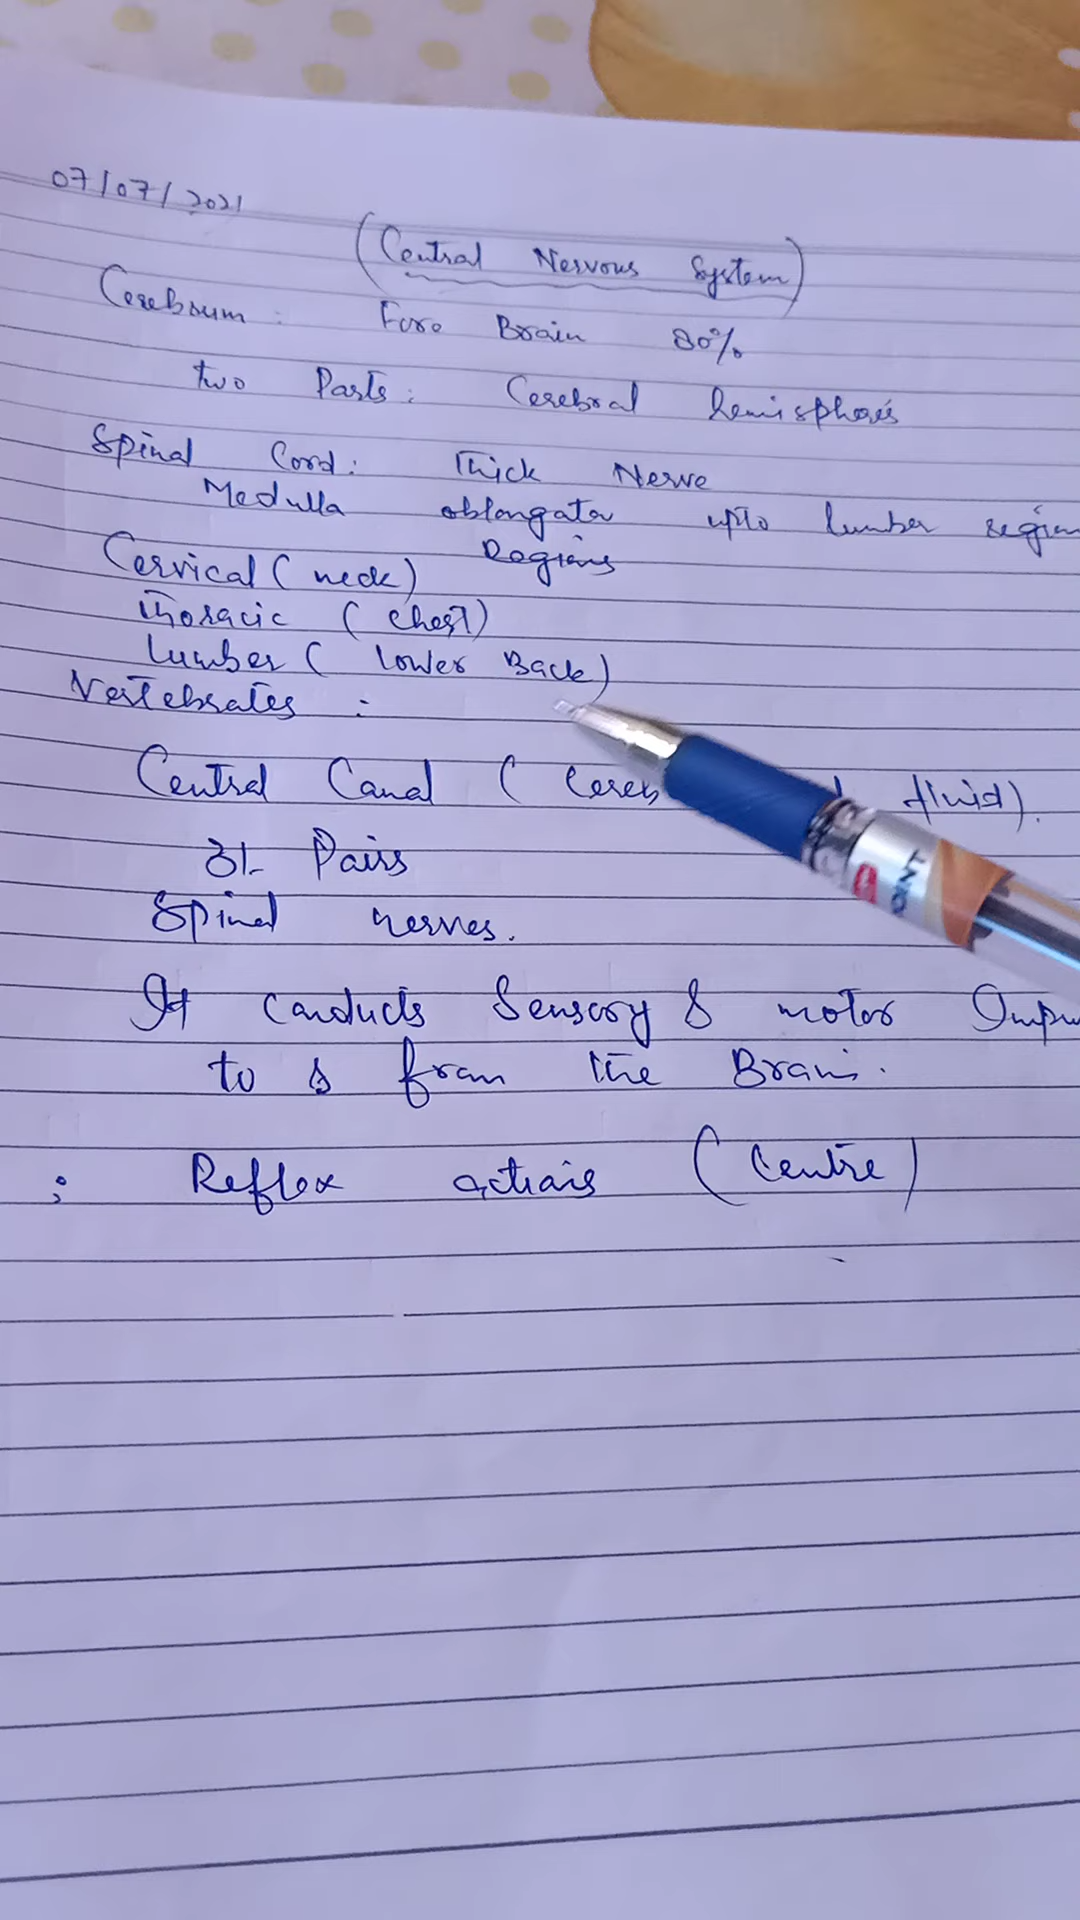 07/07/2021
(Central Nervous System)
Cerebrum: Fore Brain 80%
two Parts: Cerebral hemisphores
Spinal Cord: Thick Nerve
Medulla oblongata upto lumber region
Regions
Cervical (neck)
Thoracic (chest)
Lumber (lower Back)
Vertebrates :
Central Canal ( fluid).
31- Pairs
Spinal nerves.
It conducts Sensory & motor
to & from the Brain.
: Reflex actions (Centre)